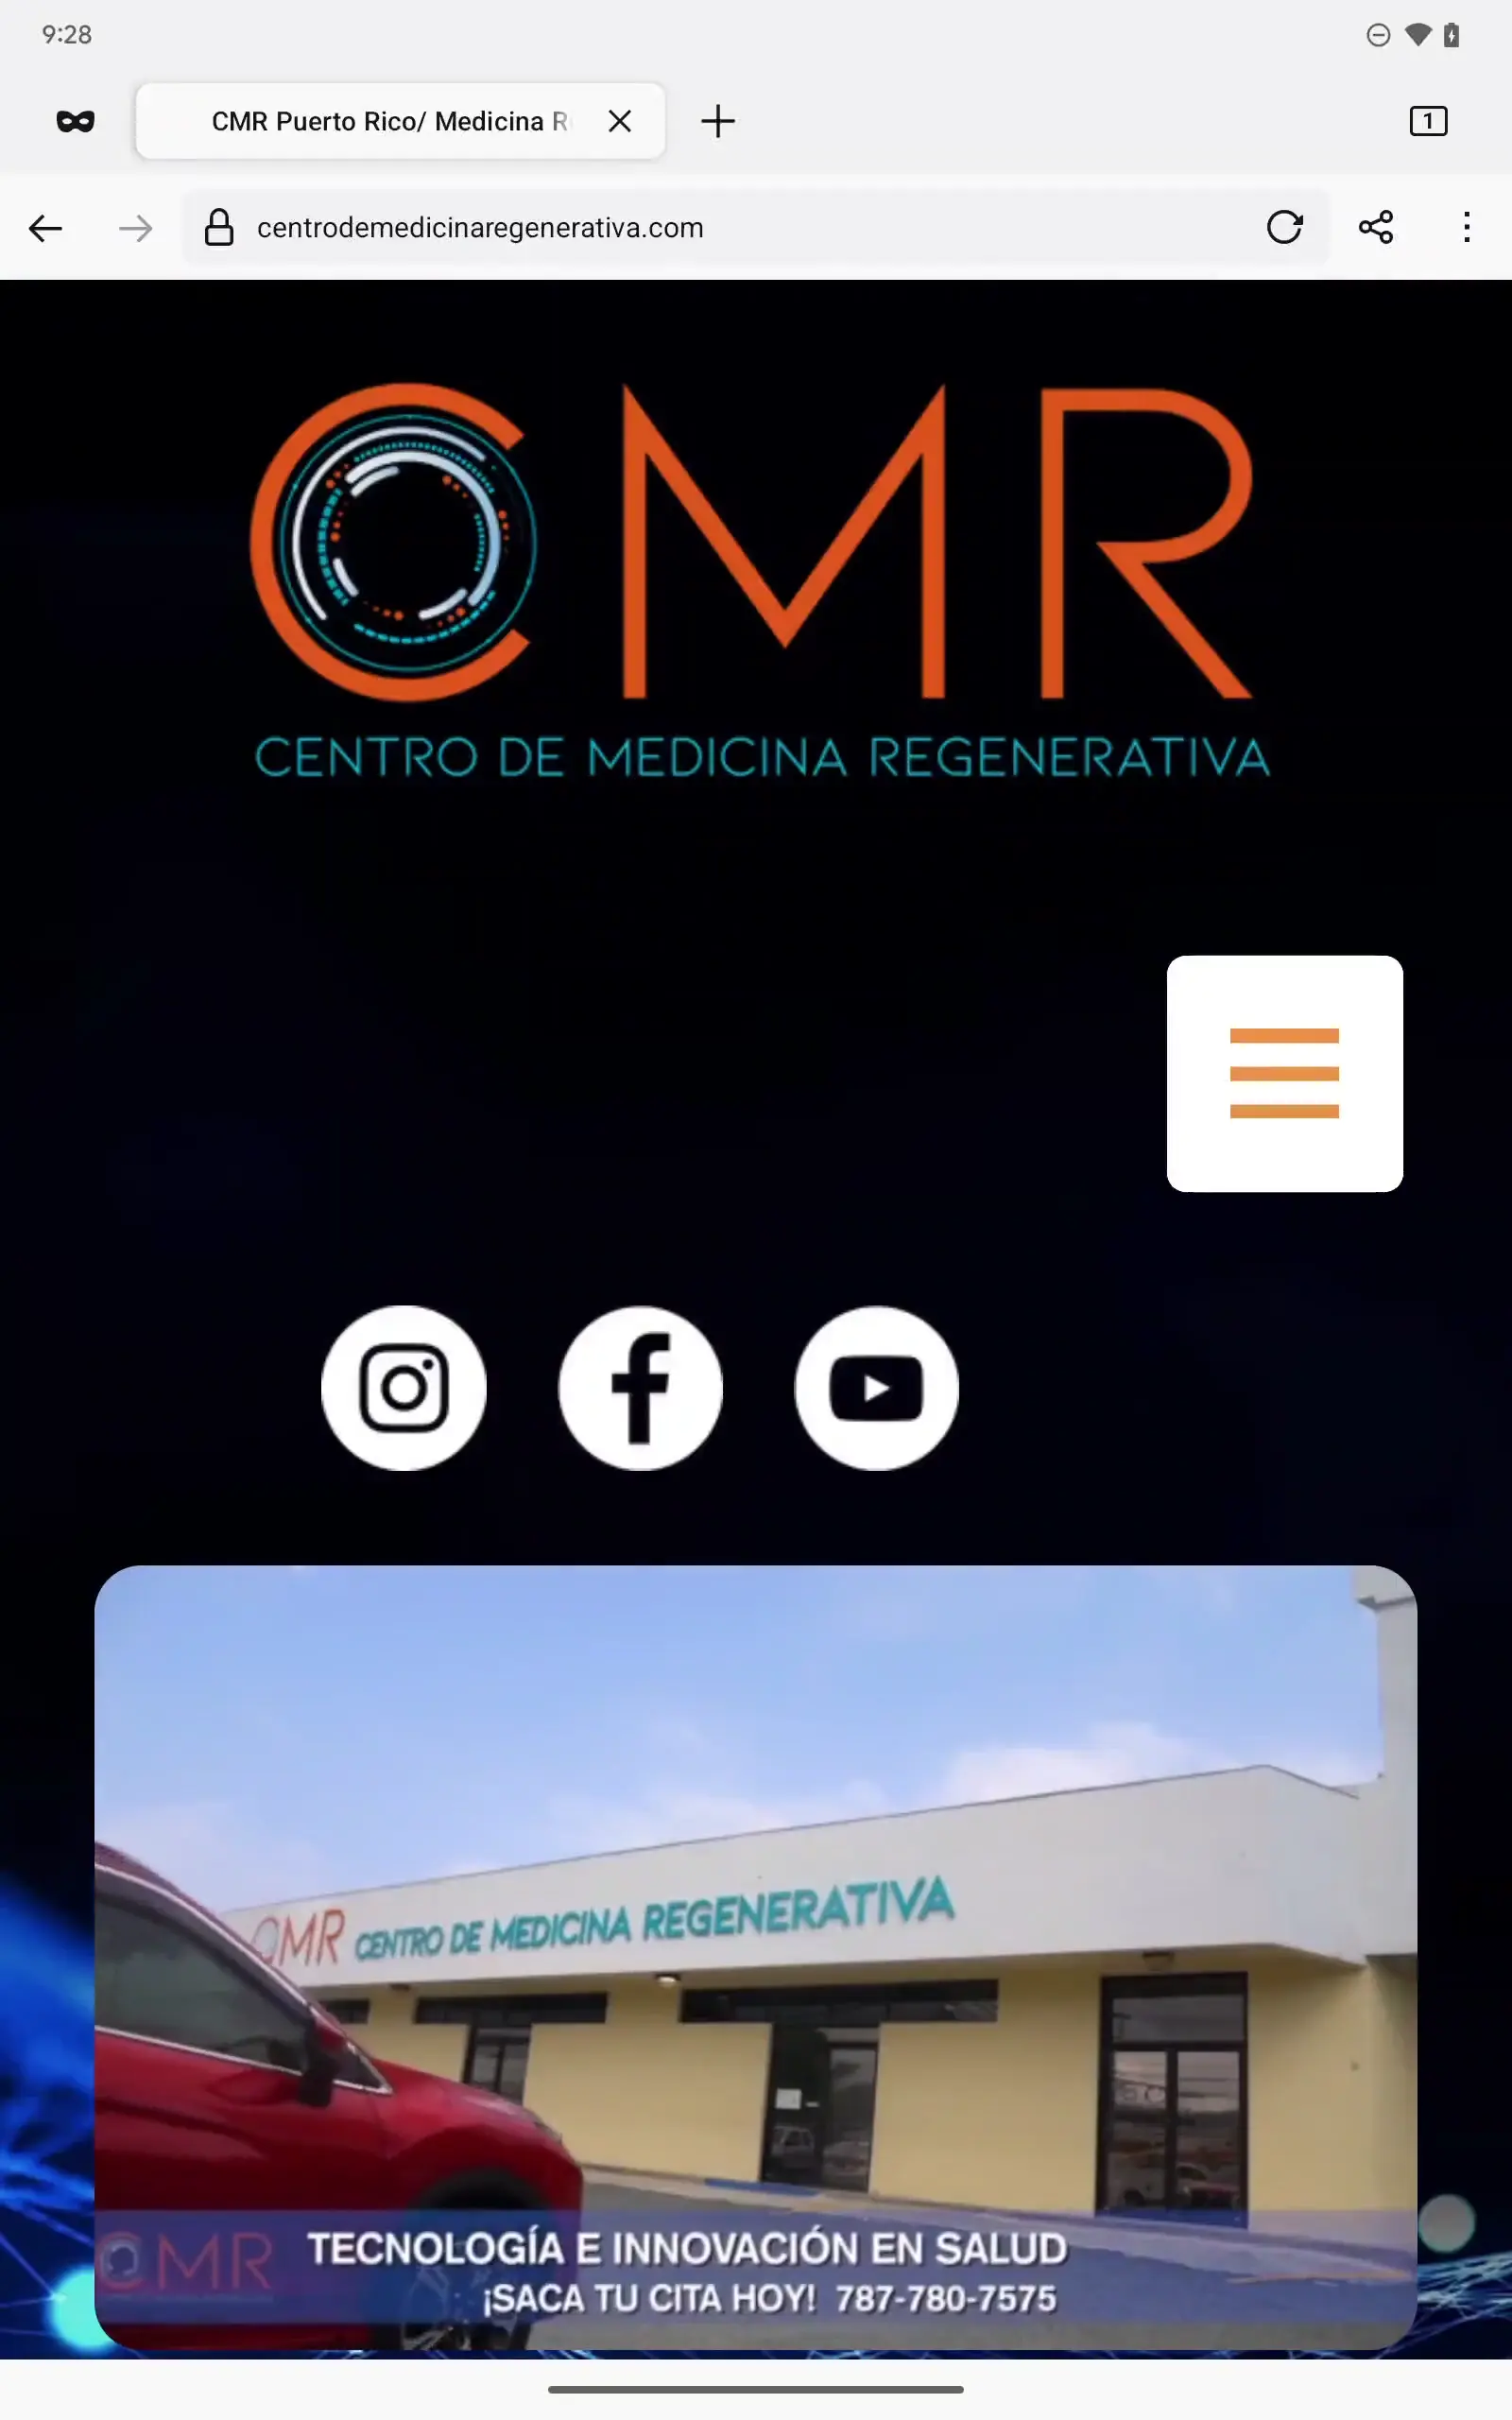 9:28
CMR Puerto Rico/ Medicina R
1
centrodemedicinaregenerativa.com
CMR
CENTRO DE MEDICINA REGENERATIVA
CMR CENTRO DE MEDICINA REGENERATIVA
CMR
TECNOLOGÍA E INNOVACIÓN EN SALUD
¡SACA TU CITA HOY! 787-780-7575